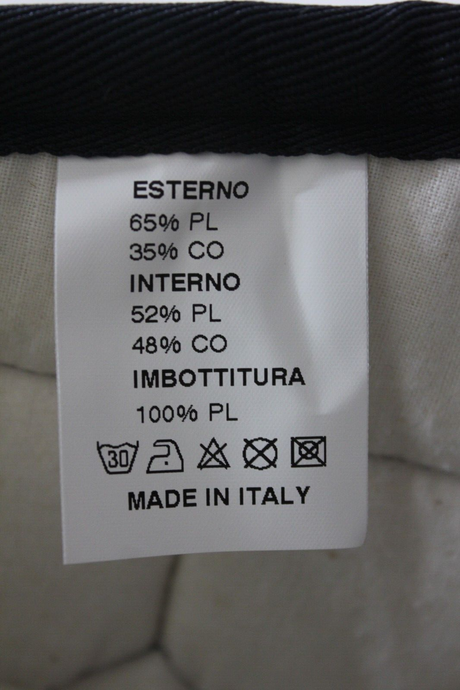 ESTERNO
65% PL
35% CO
INTERNO
52% PL
48% CO
IMBOTTITURA
100% PL
30
MADE IN ITALY